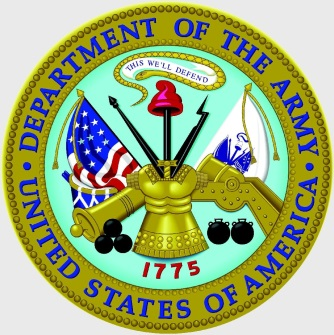 DEPARTMENT OF THE ARMY
THIS WE'LL DEFEND
1775
UNITED STATES OF AMERICA